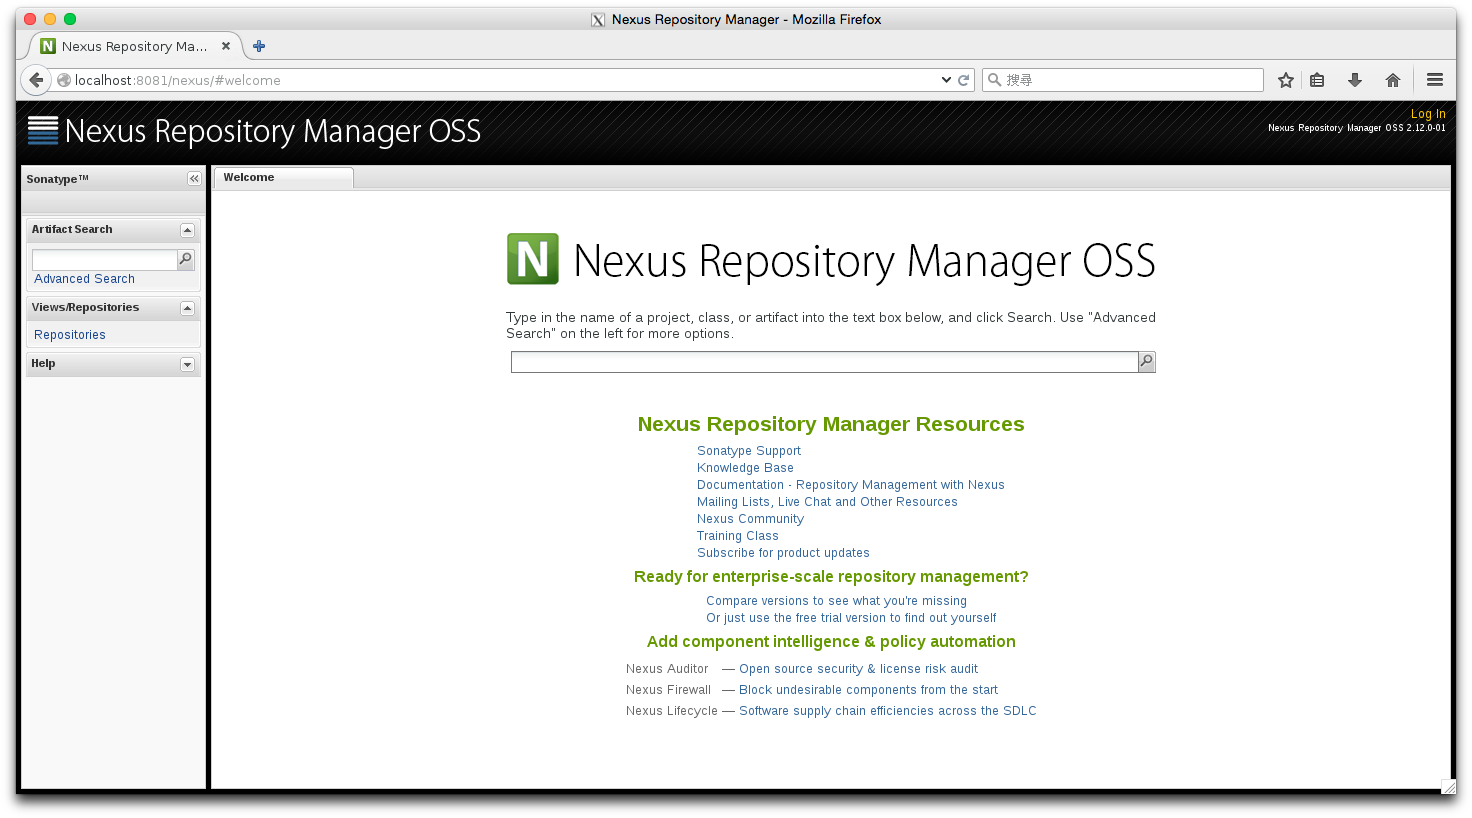 Nexus Repository Manager - Mozilla Firefox
Nexus Repository Ma...
localhost:8081/nexus/#welcome
搜尋
Nexus Repository Manager OSS
Log In
Nexus Repository Manager OSS 2.12.0-01
Sonatype™
Welcome
Artifact Search
Advanced Search
Views/Repositories
Repositories
Help
N Nexus Repository Manager OSS
Type in the name of a project, class, or artifact into the text box below, and click Search. Use "Advanced
Search" on the left for more options.
Nexus Repository Manager Resources
Sonatype Support
Knowledge Base
Documentation - Repository Management with Nexus
Mailing Lists, Live Chat and Other Resources
Nexus Community
Training Class
Subscribe for product updates
Ready for enterprise-scale repository management?
Compare versions to see what you're missing
Or just use the free trial version to find out yourself
Add component intelligence & policy automation
Nexus Auditor — Open source security & license risk audit
Nexus Firewall — Block undesirable components from the start
Nexus Lifecycle — Software supply chain efficiencies across the SDLC